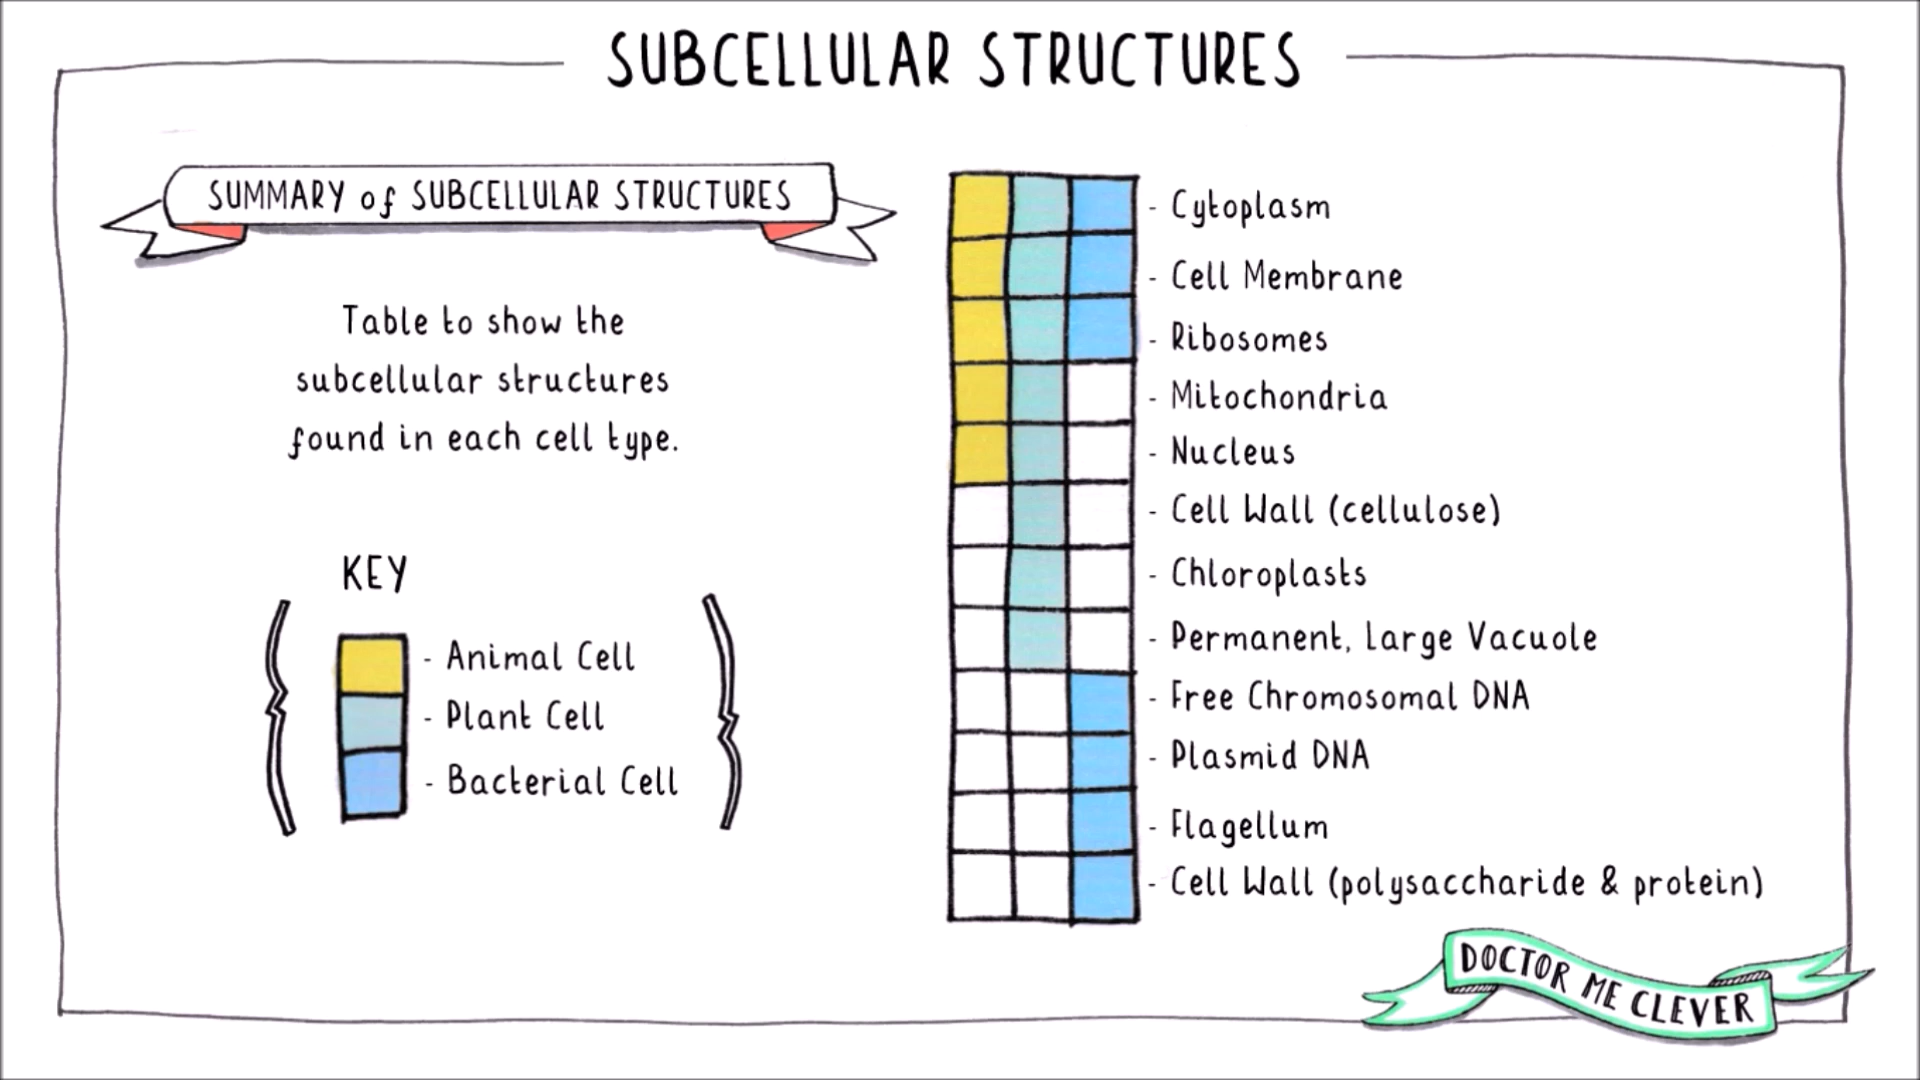 SUBCELLULAR STRUCTURES
SUMMARY of SUBCELLULAR STRUCTURES
Table to show the
subcellular structures
found in each cell type.
KEY
- Animal Cell
- Plant Cell
- Bacterial Cell
- Cytoplasm
- Cell Membrane
- Ribosomes
- Mitochondria
- Nucleus
- Cell Wall (cellulose)
- Chloroplasts
- Permanent, Large Vacuole
- Free Chromosomal DNA
- Plasmid DNA
- Flagellum
- Cell Wall (polysaccharide & protein)
DOCTOR ME CLEVER